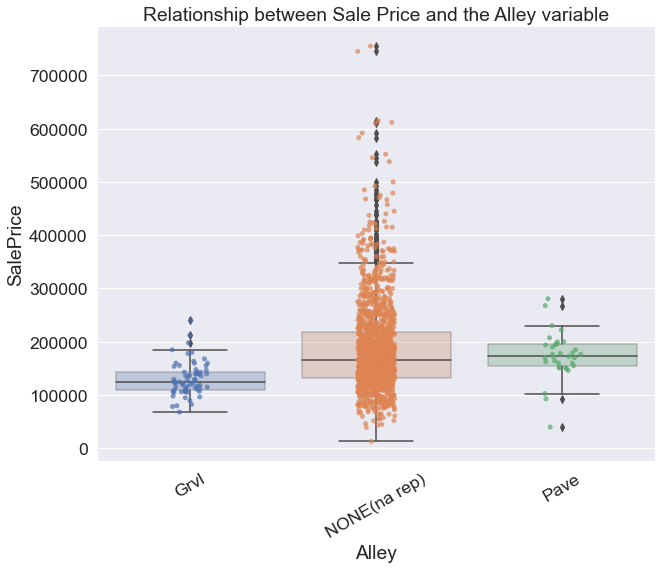 Relationship between Sale Price and the Alley variable
700000
600000
500000
400000
300000
200000
100000
0
SalePrice
Grvl
NONE(na rep)
Pave
Alley